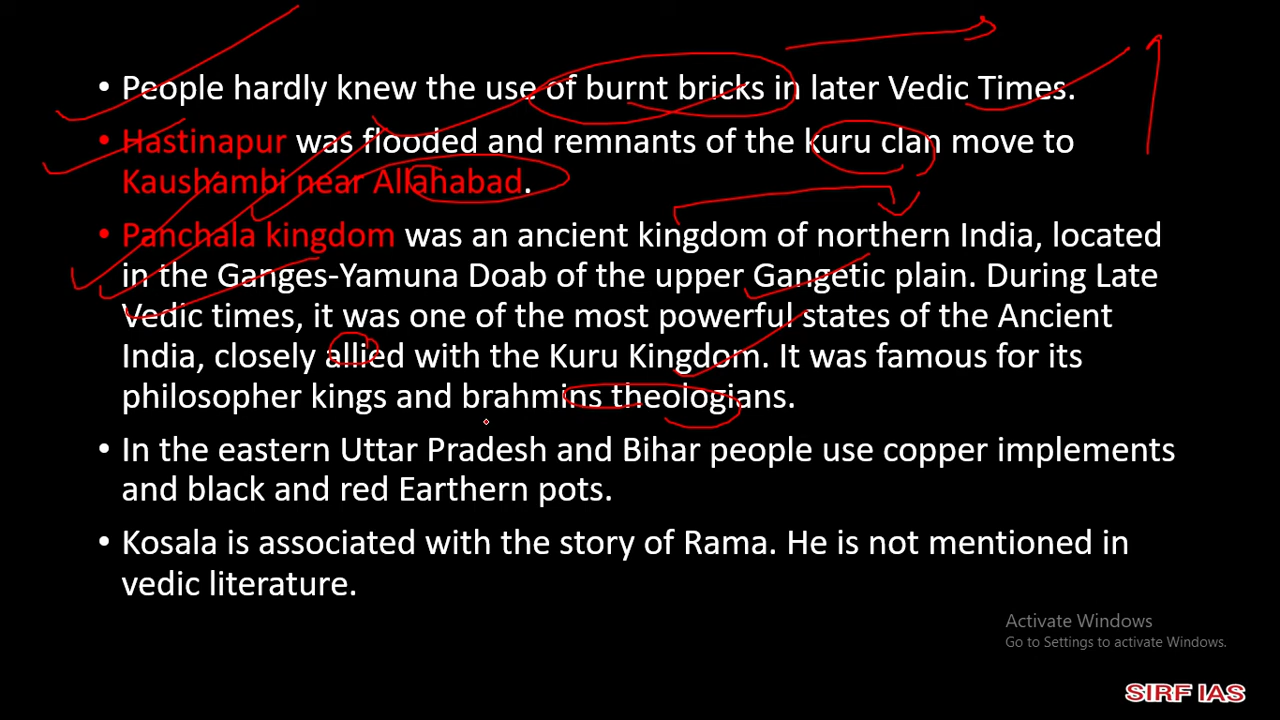 • People hardly knew the use of burnt bricks in later Vedic Times.
• Hastinapur was flooded and remnants of the kuru clan move to
Kaushambi near Allahabad.
• Panchala kingdom was an ancient kingdom of northern India, located
in the Ganges-Yamuna Doab of the upper Gangetic plain. During Late
Vedic times, it was one of the most powerful states of the Ancient
India, closely allied with the Kuru Kingdom. It was famous for its
philosopher kings and brahmins theologians.
• In the eastern Uttar Pradesh and Bihar people use copper implements
and black and red Earthern pots.
• Kosala is associated with the story of Rama. He is not mentioned in
vedic literature.
Activate Windows
Go to Settings to activate Windows.
SIRF IAS